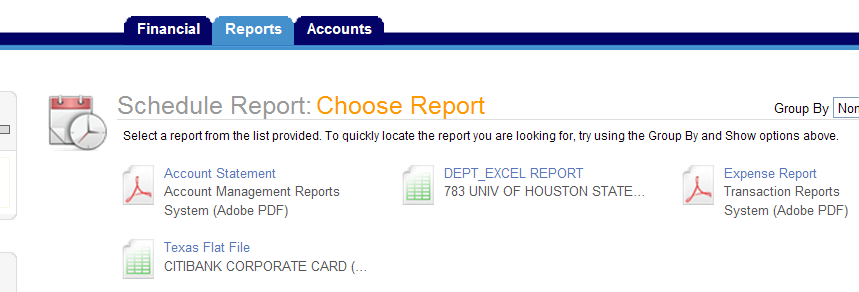 Financial Reports Accounts
Schedule Report: Choose Report
Group By Non
Select a report from the list provided. To quickly locate the report you are looking for, try using the Group By and Show options above.
Account Statement
Account Management Reports
System (Adobe PDF)
DEPT_EXCEL REPORT
783 UNIV OF HOUSTON STATE...
Expense Report
Transaction Reports
System (Adobe PDF)
Texas Flat File
CITIBANK CORPORATE CARD (...